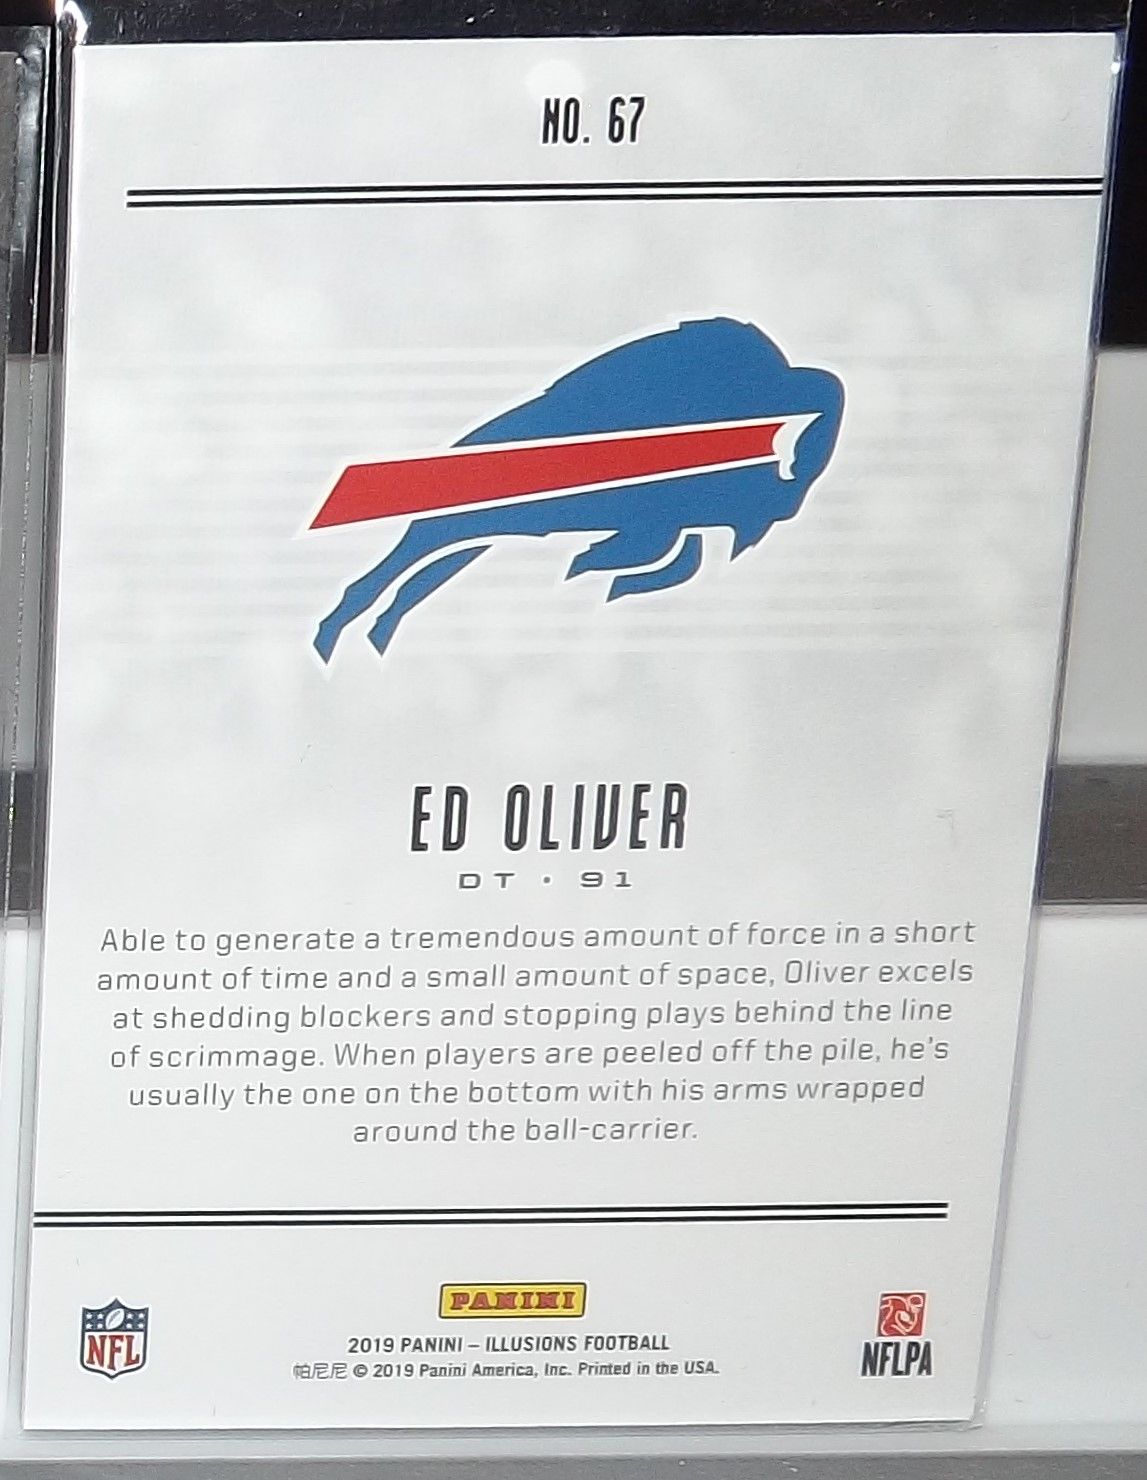 NO. 67
ED OLIVER
DT • 91
Able to generate a tremendous amount of force in a short
amount of time and a small amount of space, Oliver excels
at shedding blockers and stopping plays behind the line
of scrimmage. When players are peeled off the pile, he's
usually the one on the bottom with his arms wrapped
around the ball-carrier.
PANINI
2019 PANINI – ILLUSIONS FOOTBALL
帕尼尼 © 2019 Panini America, Inc. Printed in the USA.
NFL
NFLPA